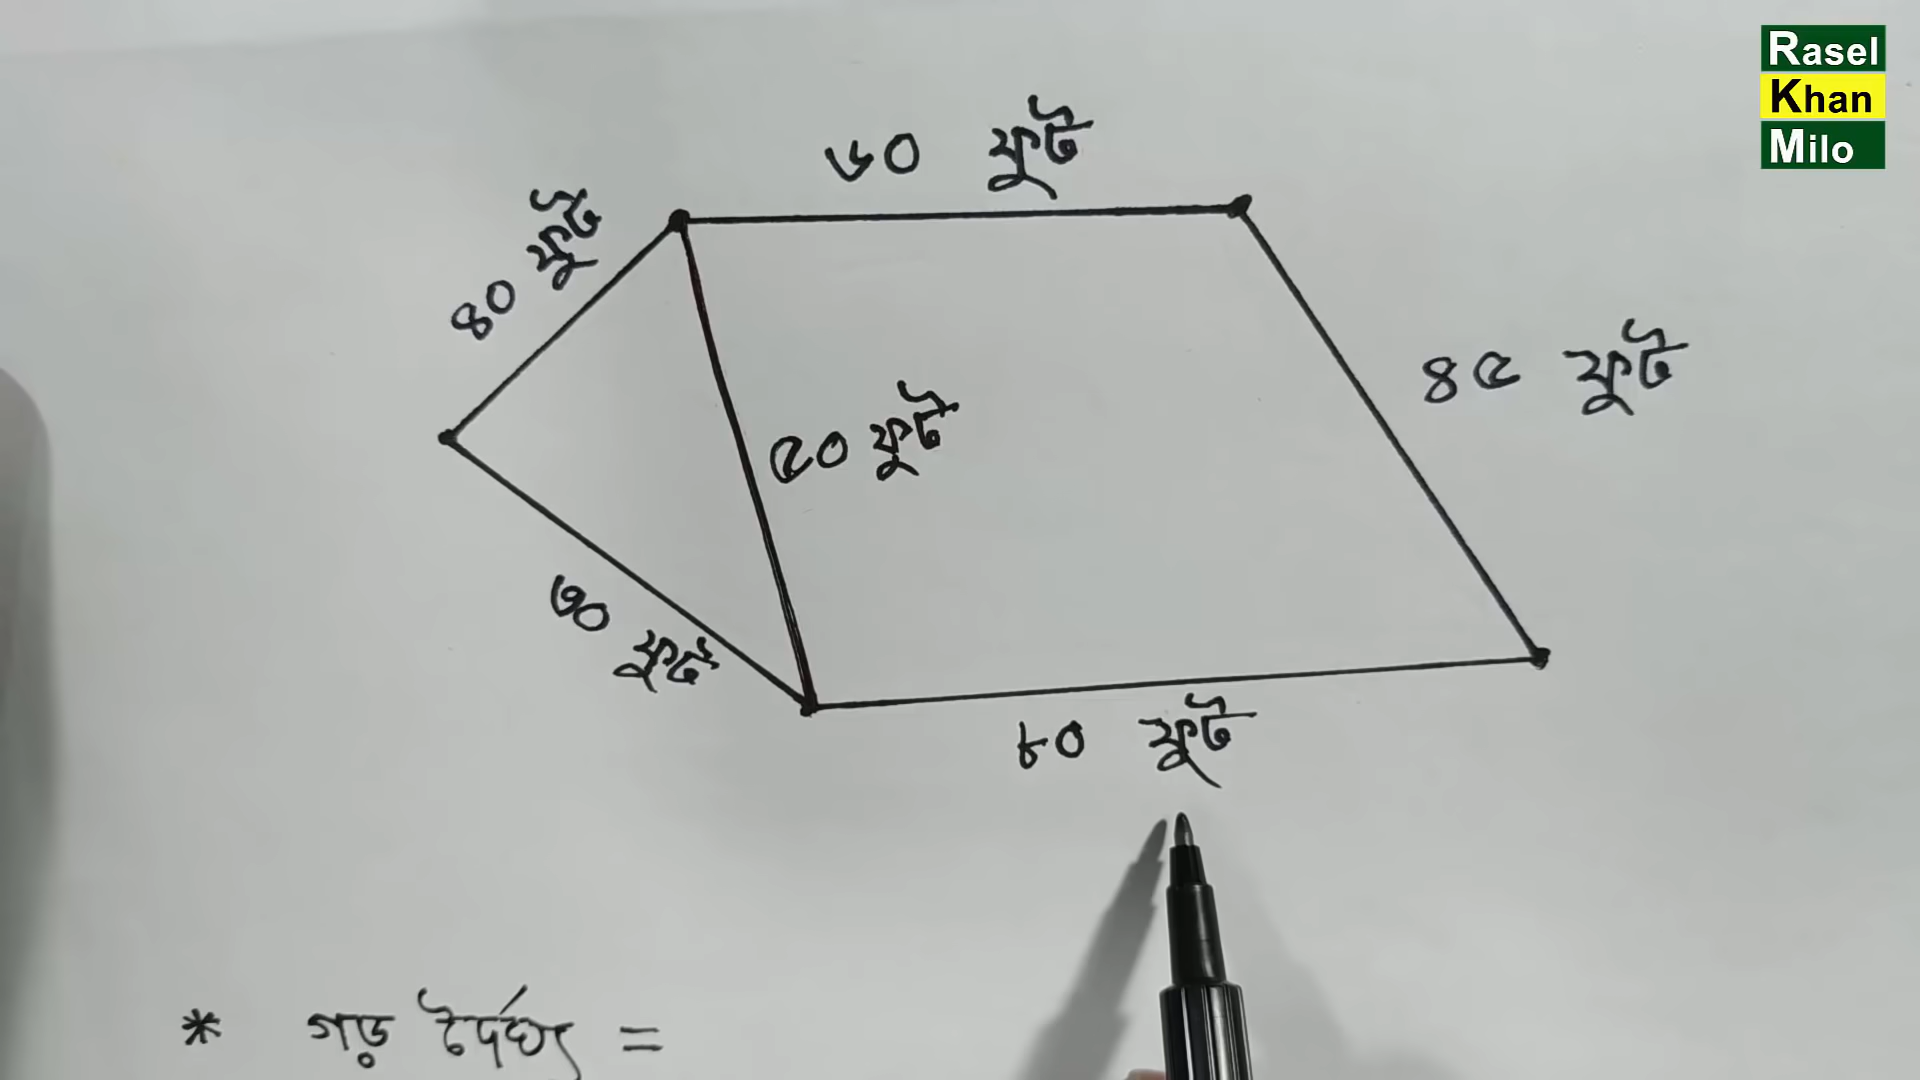 Rasel
Khan
Milo
৬০ ফুট
৪০ ফুট
৪৫ ফুট
৫০ ফুট
৩০ ফুট
৮০ ফুট
* গড় দৈর্ঘ্য =